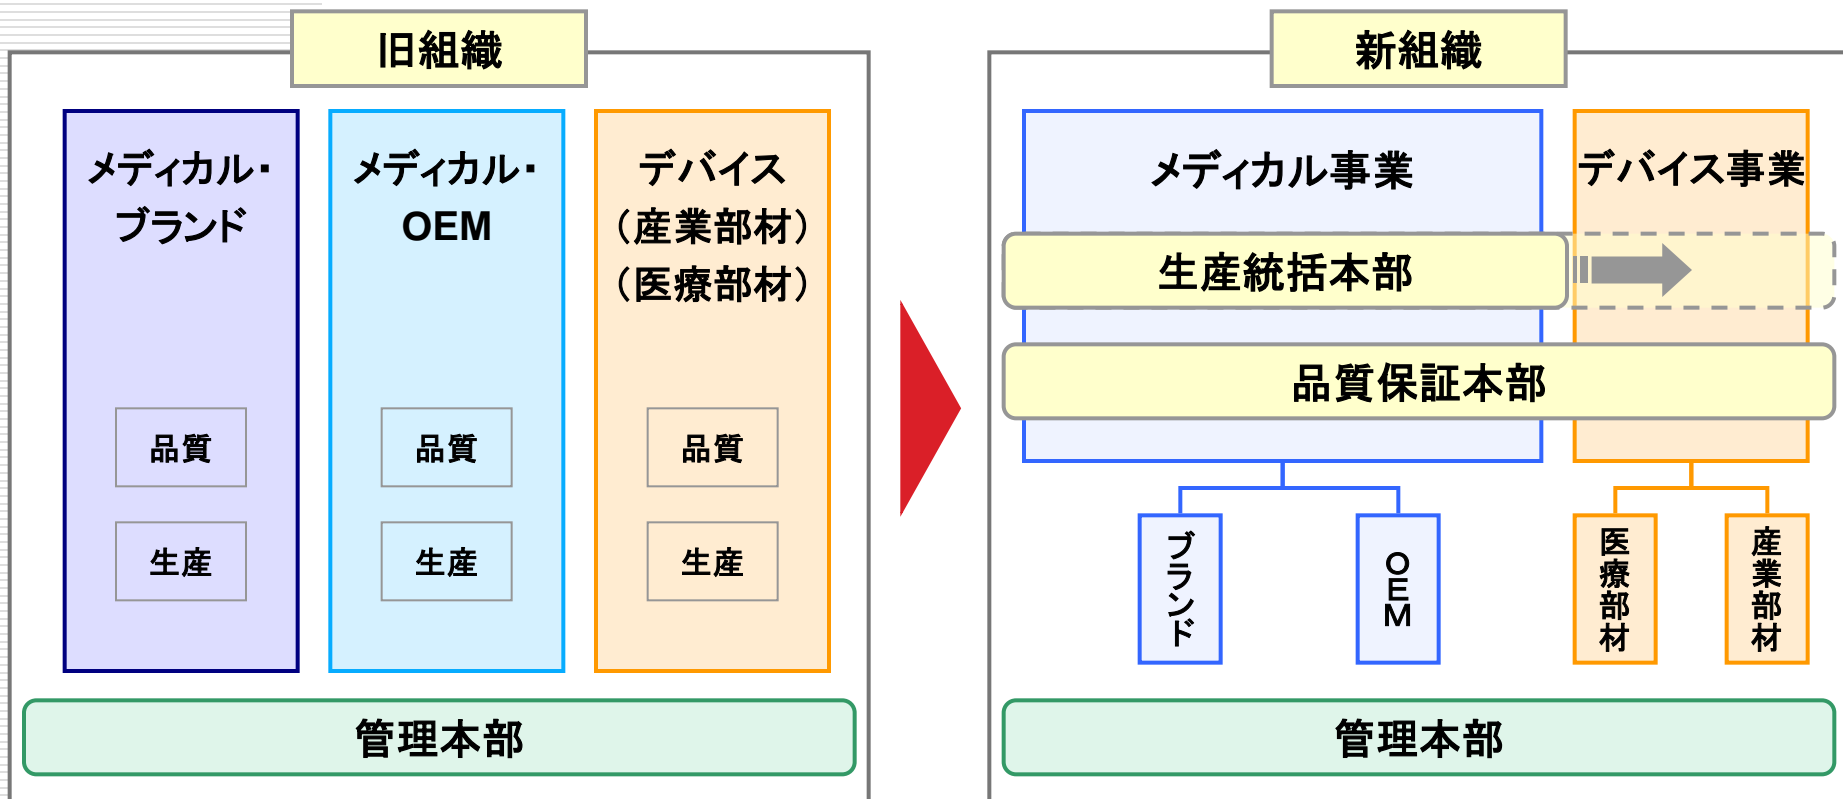 旧組織
メディカル・
ブランド
品質
生産
メディカル・
OEM
品質
生産
デバイス
（産業部材）
（医療部材）
品質
生産
管理本部
新組織
メディカル事業
デバイス事業
生産統括本部
品質保証本部
ブランド
OEM
医療部材
産業部材
管理本部